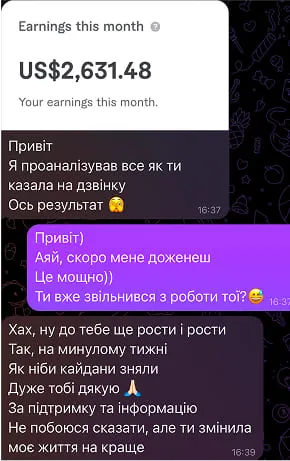 Earnings this month
US$2,631.48
Your earnings this month.
Привіт
Я проаналізував все як ти
казала на дзвінку
Ось результат 🫣
16:37
Привіт)
Аяй, скоро мене доженеш
Це мощно))
Ти вже звільнився з роботи тої?😅
16:37
Хах, ну до тебе ще рости і рости
Так, на минулому тижні
Як ніби кайдани зняли
Дуже тобі дякую 🙏🏻
За підтримку та інформацію
Не побоюся сказати, але ти змінила
моє життя на краще
16:39